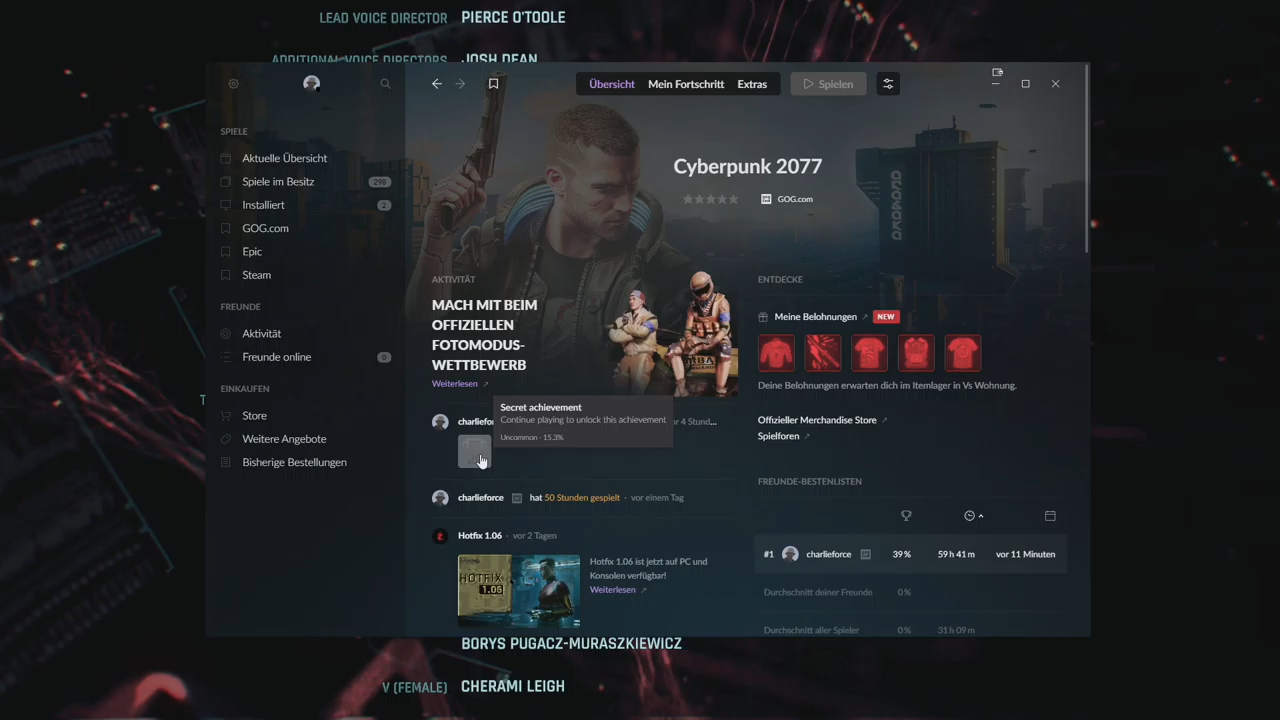 LEAD VOICE DIRECTOR PIERCE O'TOOLE
ADDITIONAL VOICE DIRECTORS JOSH DEAN
Übersicht
Mein Fortschritt
Extras
Spielen
SPIELE
Aktuelle Übersicht
Spiele im Besitz 298
Installiert 2
GOG.com
Epic
Steam
FREUNDE
Aktivität
Freunde online 0
EINKAUFEN
Store
Weitere Angebote
Bisherige Bestellungen
Cyberpunk 2077
GOG.com
AKTIVITÄT
MACH MIT BEIM
OFFIZIELLEN
FOTOMODUS-
WETTBEWERB
Weiterlesen
Secret achievement
Continue playing to unlock this achievement
Uncommon · 15,3%
charliefor
or 4 Stund...
charlieforce hat 50 Stunden gespielt · vor einem Tag
Hotfix 1.06 · vor 2 Tagen
HOTFIX
1.06
Hotfix 1.06 ist jetzt auf PC und
Konsolen verfügbar!
Weiterlesen
ENTDECKE
Meine Belohnungen NEW
Deine Belohnungen erwarten dich im Itemlager in Vs Wohnung.
Offizieller Merchandise Store
Spielforen
FREUNDE-BESTENLISTEN
#1 charlieforce 39% 59 h 41 m vor 11 Minuten
Durchschnitt deiner Freunde 0%
Durchschnitt aller Spieler 0% 31 h 09 m
BORYS PUGACZ-MURASZKIEWICZ
V (FEMALE) CHERAMI LEIGH